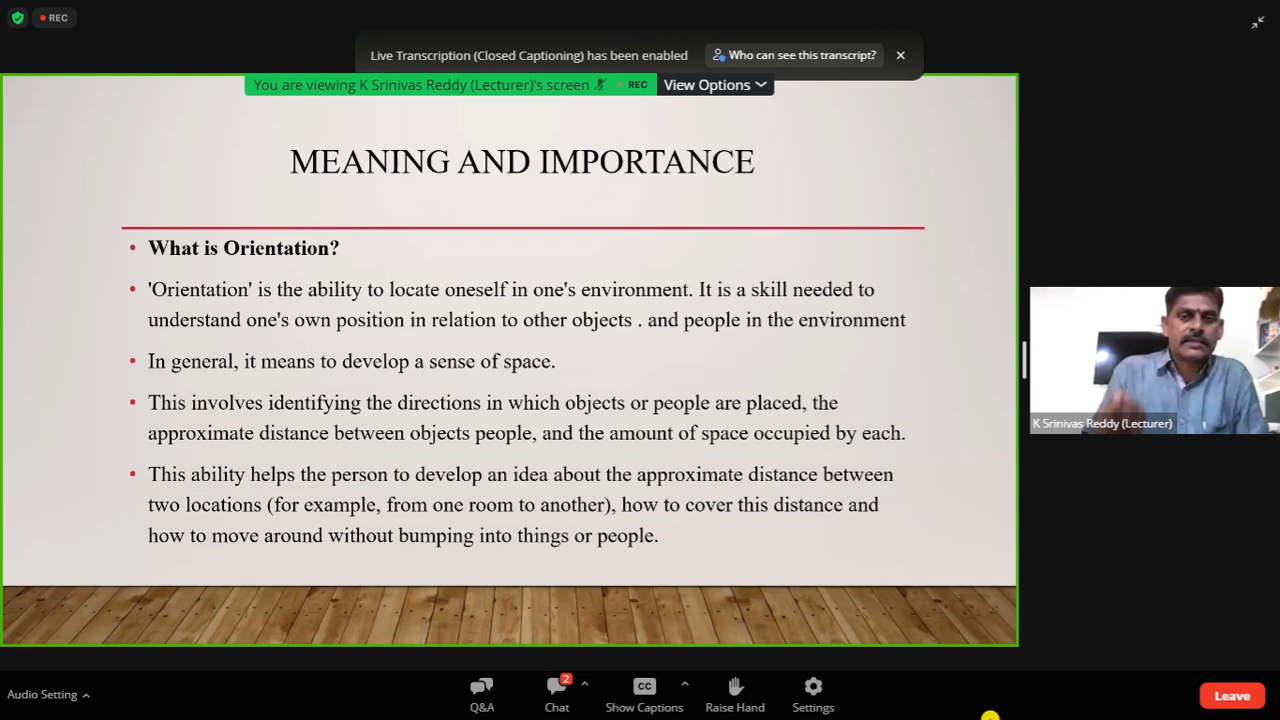 REC
Live Transcription (Closed Captioning) has been enabled
Who can see this transcript?
You are viewing K Srinivas Reddy (Lecturer)'s screen
REC
View Options
MEANING AND IMPORTANCE
• What is Orientation?
• 'Orientation' is the ability to locate oneself in one's environment. It is a skill needed to
understand one's own position in relation to other objects . and people in the environment
• In general, it means to develop a sense of space.
• This involves identifying the directions in which objects or people are placed, the
approximate distance between objects people, and the amount of space occupied by each.
• This ability helps the person to develop an idea about the approximate distance between
two locations (for example, from one room to another), how to cover this distance and
how to move around without bumping into things or people.
K Srinivas Reddy (Lecturer)
Audio Setting
Q&A
2
Chat
CC
Show Captions
Raise Hand
Settings
Leave